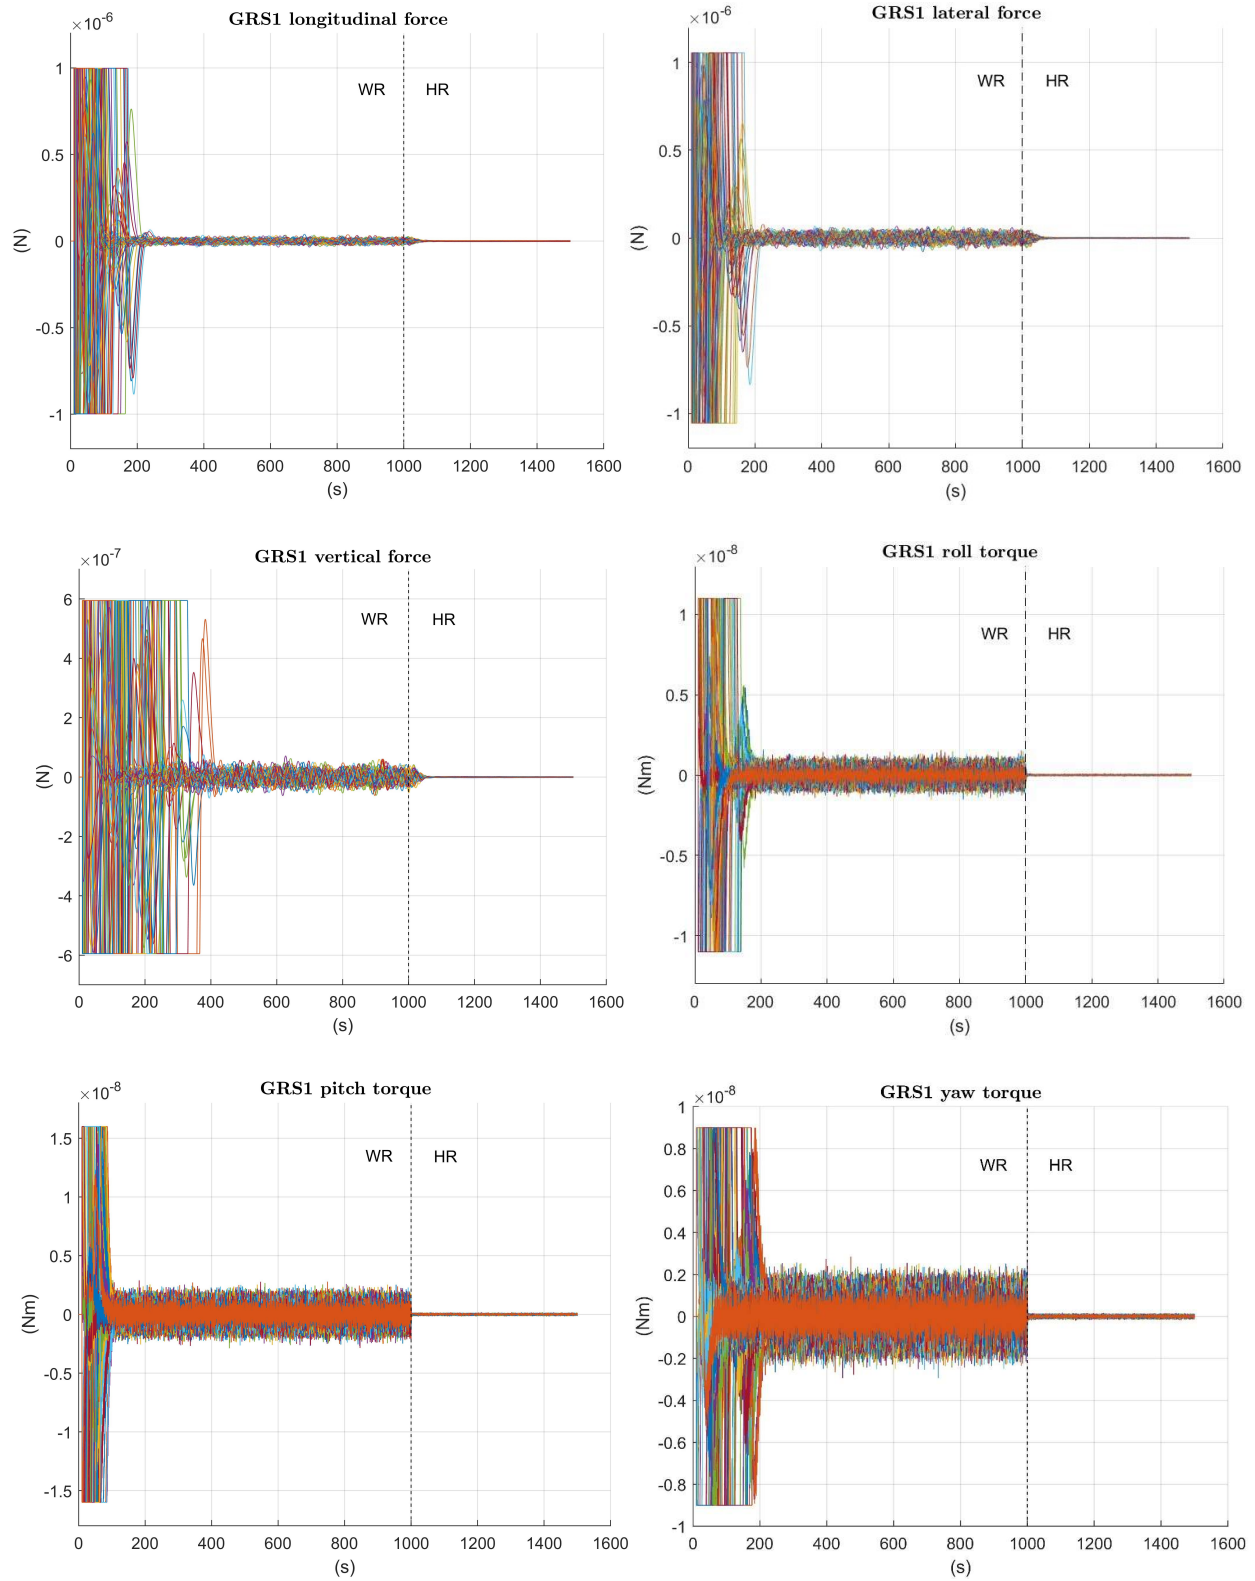 GRS1 longitudinal force
×10^-6
1
0.5
0
-0.5
-1
(N)
WR
HR
0 200 400 600 800 1000 1200 1400 1600
(s)
GRS1 lateral force
×10^-6
1
0.5
0
-0.5
-1
(N)
WR
HR
0 200 400 600 800 1000 1200 1400 1600
(s)
GRS1 vertical force
×10^-7
6
4
2
0
-2
-4
-6
(N)
WR
HR
0 200 400 600 800 1000 1200 1400 1600
(s)
GRS1 roll torque
×10^-8
1
0.5
0
-0.5
-1
(Nm)
WR
HR
0 200 400 600 800 1000 1200 1400 1600
(s)
GRS1 pitch torque
×10^-8
1.5
1
0.5
0
-0.5
-1
-1.5
(Nm)
WR
HR
0 200 400 600 800 1000 1200 1400 1600
(s)
GRS1 yaw torque
×10^-8
1
0.8
0.6
0.4
0.2
0
-0.2
-0.4
-0.6
-0.8
-1
(Nm)
WR
HR
0 200 400 600 800 1000 1200 1400 1600
(s)